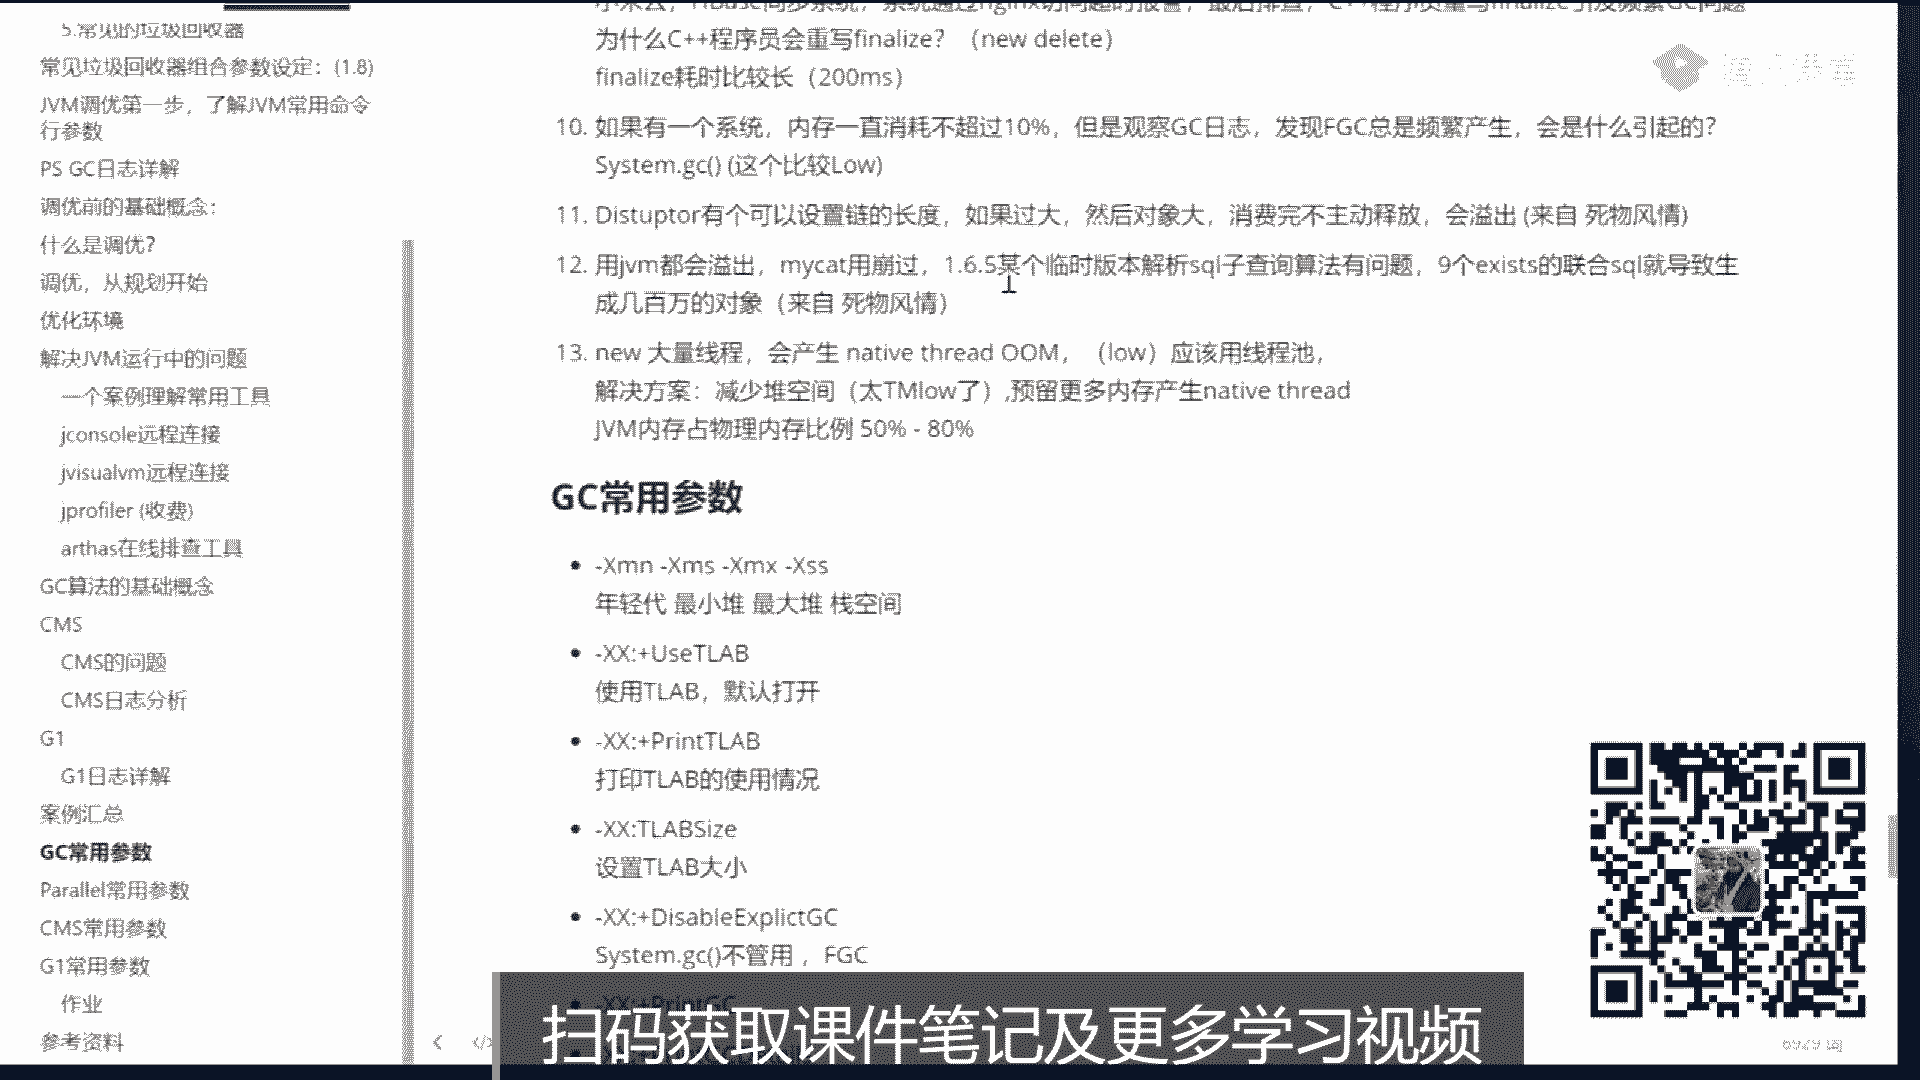 5.常见的垃圾回收器
常见垃圾回收器组合参数设定：(1.8)
JVM调优第一步，了解JVM常用命令
行参数
PS GC日志详解
调优前的基础概念：
什么是调优？
调优，从规划开始
优化环境
解决JVM运行中的问题
一个案例理解常用工具
jconsole远程连接
jvisualvm远程连接
jprofiler (收费)
arthas在线排查工具
GC算法的基础概念
CMS
CMS的问题
CMS日志分析
G1
G1日志详解
案例汇总
GC常用参数
Parallel常用参数
CMS常用参数
G1常用参数
作业
参考资料
为什么C++程序员会重写finalize？（new delete）
finalize耗时比较长（200ms）
10. 如果有一个系统，内存一直消耗不超过10%，但是观察GC日志，发现FGC总是频繁产生，会是什么引起的？
System.gc() (这个比较Low)
11. Distuptor有个可以设置链的长度，如果过大，然后对象大，消费完不主动释放，会溢出 (来自 死物风情)
12. 用jvm都会溢出，mycat用崩过，1.6.5某个临时版本解析sql子查询算法有问题，9个exists的联合sql就导致生
成几百万的对象（来自 死物风情）
13. new 大量线程，会产生 native thread OOM，（low）应该用线程池，
解决方案：减少堆空间（太TMlow了）,预留更多内存产生native thread
JVM内存占物理内存比例 50% - 80%
GC常用参数
• -Xmn -Xms -Xmx -Xss
年轻代 最小堆 最大堆 栈空间
• -XX:+UseTLAB
使用TLAB，默认打开
• -XX:+PrintTLAB
打印TLAB的使用情况
• -XX:TLABSize
设置TLAB大小
• -XX:+DisableExplictGC
System.gc()不管用 ，FGC
• -XX:+PrintGC
扫码获取课件笔记及更多学习视频